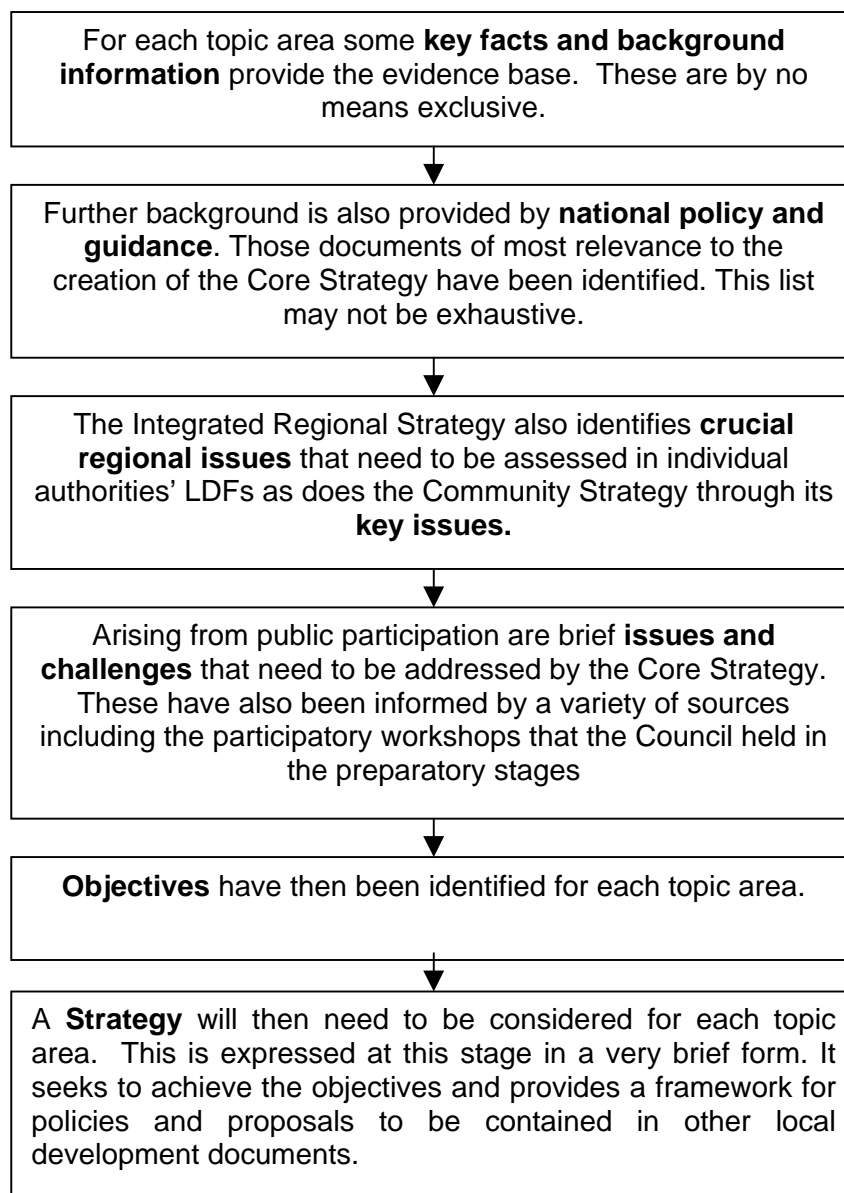 For each topic area some key facts and background
information provide the evidence base.  These are by no
means exclusive.
Further background is also provided by national policy and
guidance. Those documents of most relevance to the
creation of the Core Strategy have been identified. This list
may not be exhaustive.
The Integrated Regional Strategy also identifies crucial
regional issues that need to be assessed in individual
authorities’ LDFs as does the Community Strategy through its
key issues.
Arising from public participation are brief issues and
challenges that need to be addressed by the Core Strategy.
These have also been informed by a variety of sources
including the participatory workshops that the Council held in
the preparatory stages
Objectives have then been identified for each topic area.
A Strategy will then need to be considered for each topic
area.  This is expressed at this stage in a very brief form. It
seeks to achieve the objectives and provides a framework for
policies and proposals to be contained in other local
development documents.